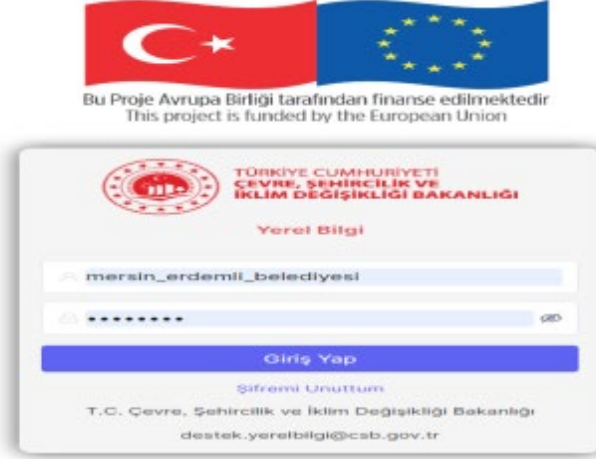 Bu Proje Avrupa Birliği tarafından finanse edilmektedir
This project is funded by the European Union
TÜRKİYE CUMHURİYETİ
ÇEVRE, ŞEHİRCİLİK VE
İKLİM DEĞİŞİKLİĞİ BAKANLIĞI
Yerel Bilgi
mersin_erdemli_belediyesi
••••••••
Giriş Yap
Şifremi Unuttum
T.C. Çevre, Şehircilik ve İklim Değişikliği Bakanlığı
destek.yerelbilgi@csb.gov.tr